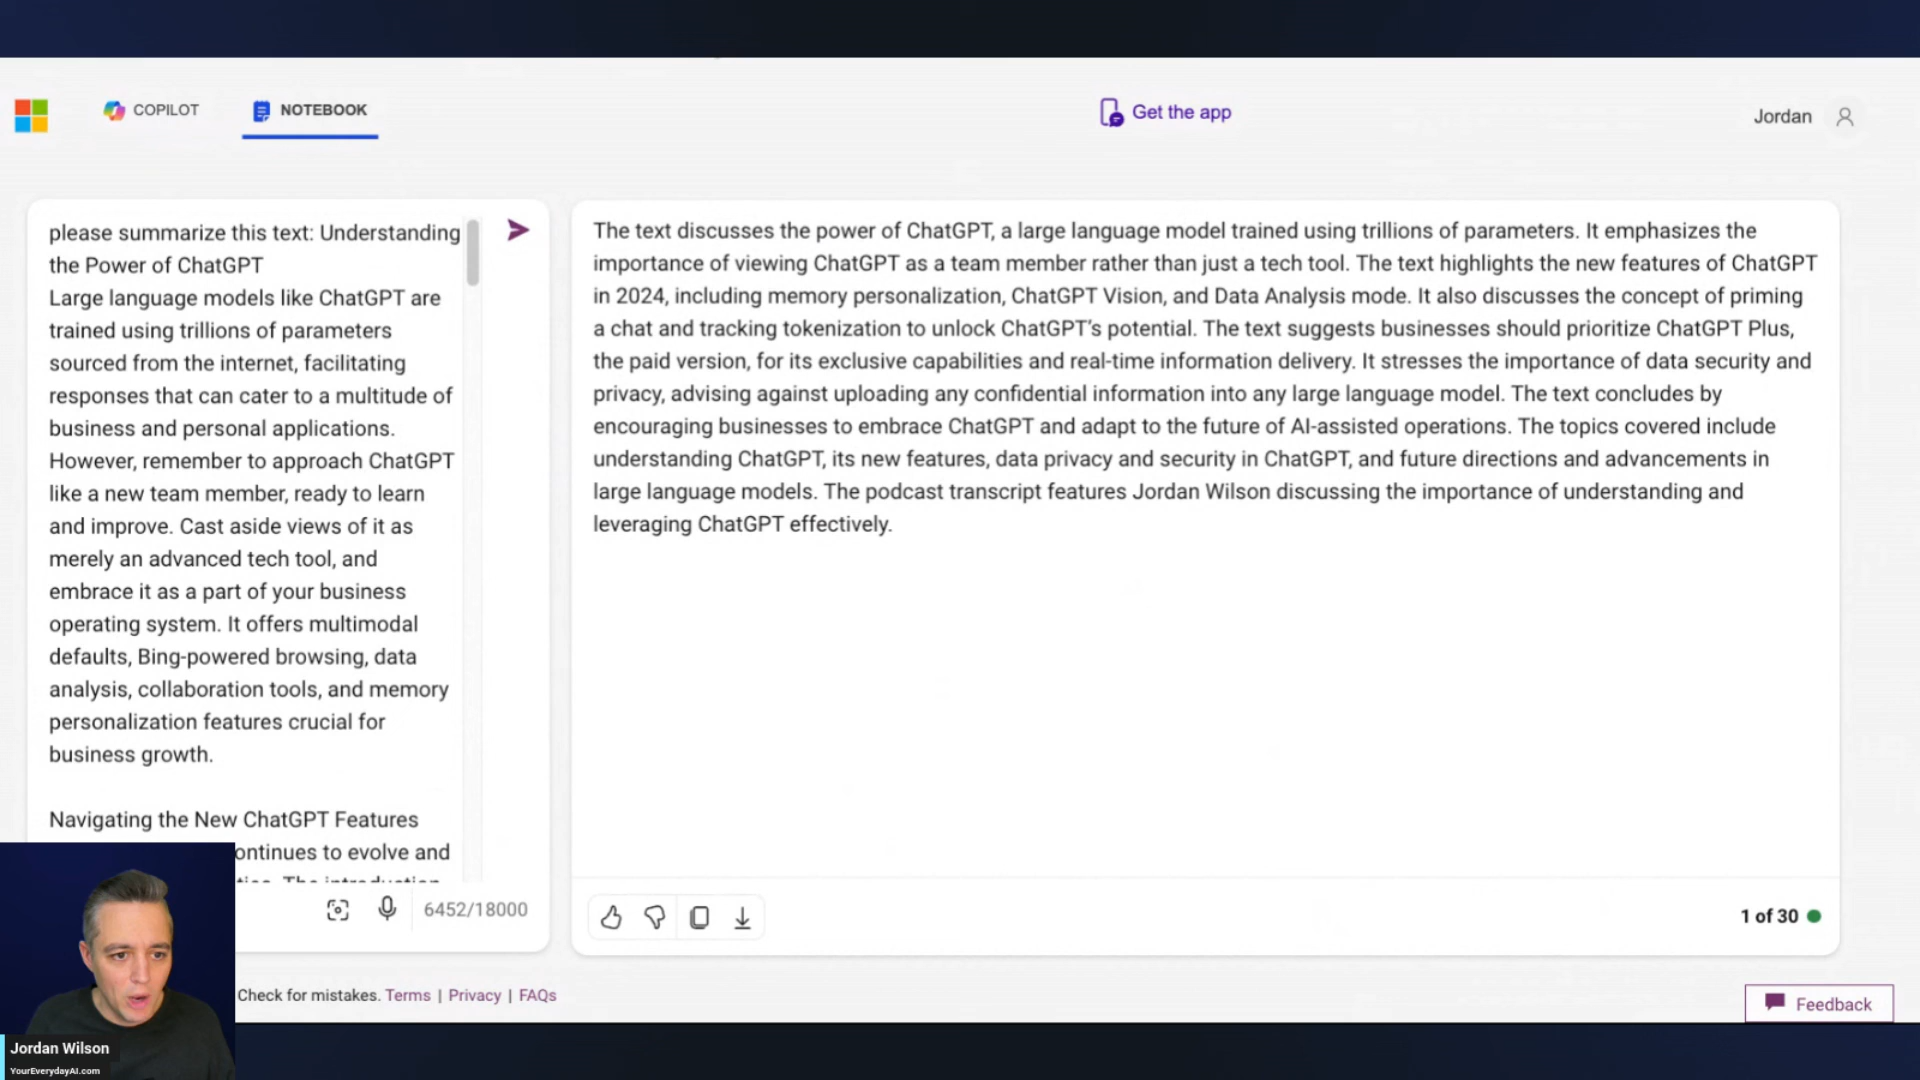 COPILOT
NOTEBOOK
Get the app
Jordan
please summarize this text: Understanding
the Power of ChatGPT
Large language models like ChatGPT are
trained using trillions of parameters
sourced from the internet, facilitating
responses that can cater to a multitude of
business and personal applications.
However, remember to approach ChatGPT
like a new team member, ready to learn
and improve. Cast aside views of it as
merely an advanced tech tool, and
embrace it as a part of your business
operating system. It offers multimodal
defaults, Bing-powered browsing, data
analysis, collaboration tools, and memory
personalization features crucial for
business growth.
Navigating the New ChatGPT Features
ontinues to evolve and
The introduction
6452/18000
The text discusses the power of ChatGPT, a large language model trained using trillions of parameters. It emphasizes the
importance of viewing ChatGPT as a team member rather than just a tech tool. The text highlights the new features of ChatGPT
in 2024, including memory personalization, ChatGPT Vision, and Data Analysis mode. It also discusses the concept of priming
a chat and tracking tokenization to unlock ChatGPT's potential. The text suggests businesses should prioritize ChatGPT Plus,
the paid version, for its exclusive capabilities and real-time information delivery. It stresses the importance of data security and
privacy, advising against uploading any confidential information into any large language model. The text concludes by
encouraging businesses to embrace ChatGPT and adapt to the future of AI-assisted operations. The topics covered include
understanding ChatGPT, its new features, data privacy and security in ChatGPT, and future directions and advancements in
large language models. The podcast transcript features Jordan Wilson discussing the importance of understanding and
leveraging ChatGPT effectively.
1 of 30
Check for mistakes. Terms | Privacy | FAQs
Feedback
Jordan Wilson
YourEverydayAI.com